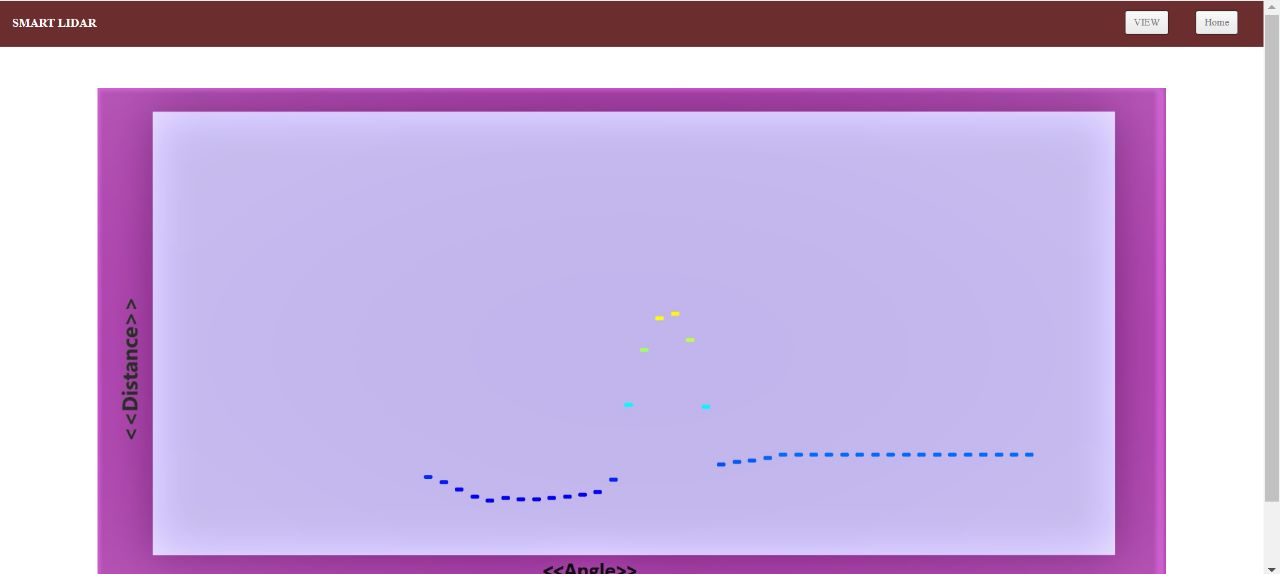 SMART LIDAR
VIEW
Home
<<Distance>>
<<Angle>>